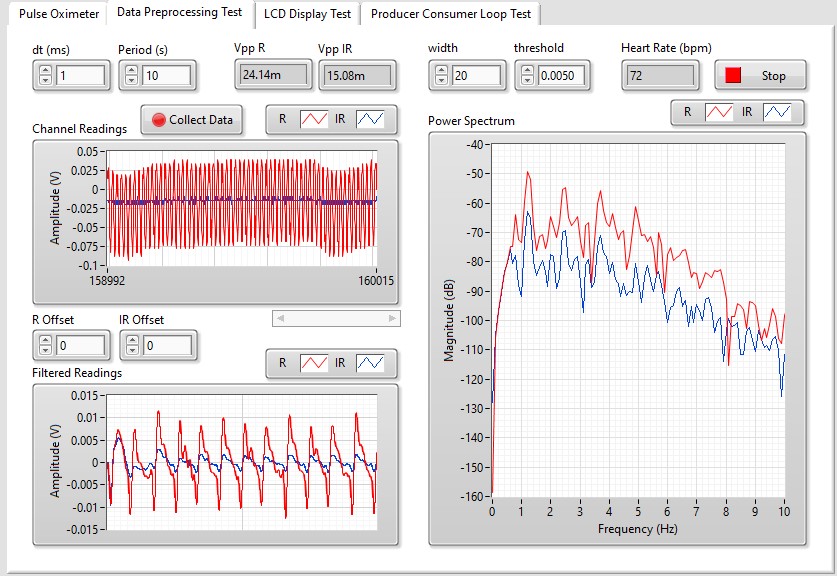 Pulse Oximeter Data Preprocessing Test LCD Display Test Producer Consumer Loop Test
dt (ms) Period (s) Vpp R Vpp IR width threshold Heart Rate (bpm)
1 10 24.14m 15.08m 20 0.0050 72 Stop
Channel Readings Collect Data R IR
Amplitude (V)
0.05
0.025
0
-0.025
-0.05
-0.075
-0.1
158992 160015
R Offset IR Offset
0 0
Filtered Readings R IR
Amplitude (V)
0.015
0.01
0.005
0
-0.005
-0.01
-0.015
Power Spectrum R IR
Magnitude (dB)
-40
-50
-60
-70
-80
-90
-100
-110
-120
-130
-140
-150
-160
0 1 2 3 4 5 6 7 8 9 10
Frequency (Hz)